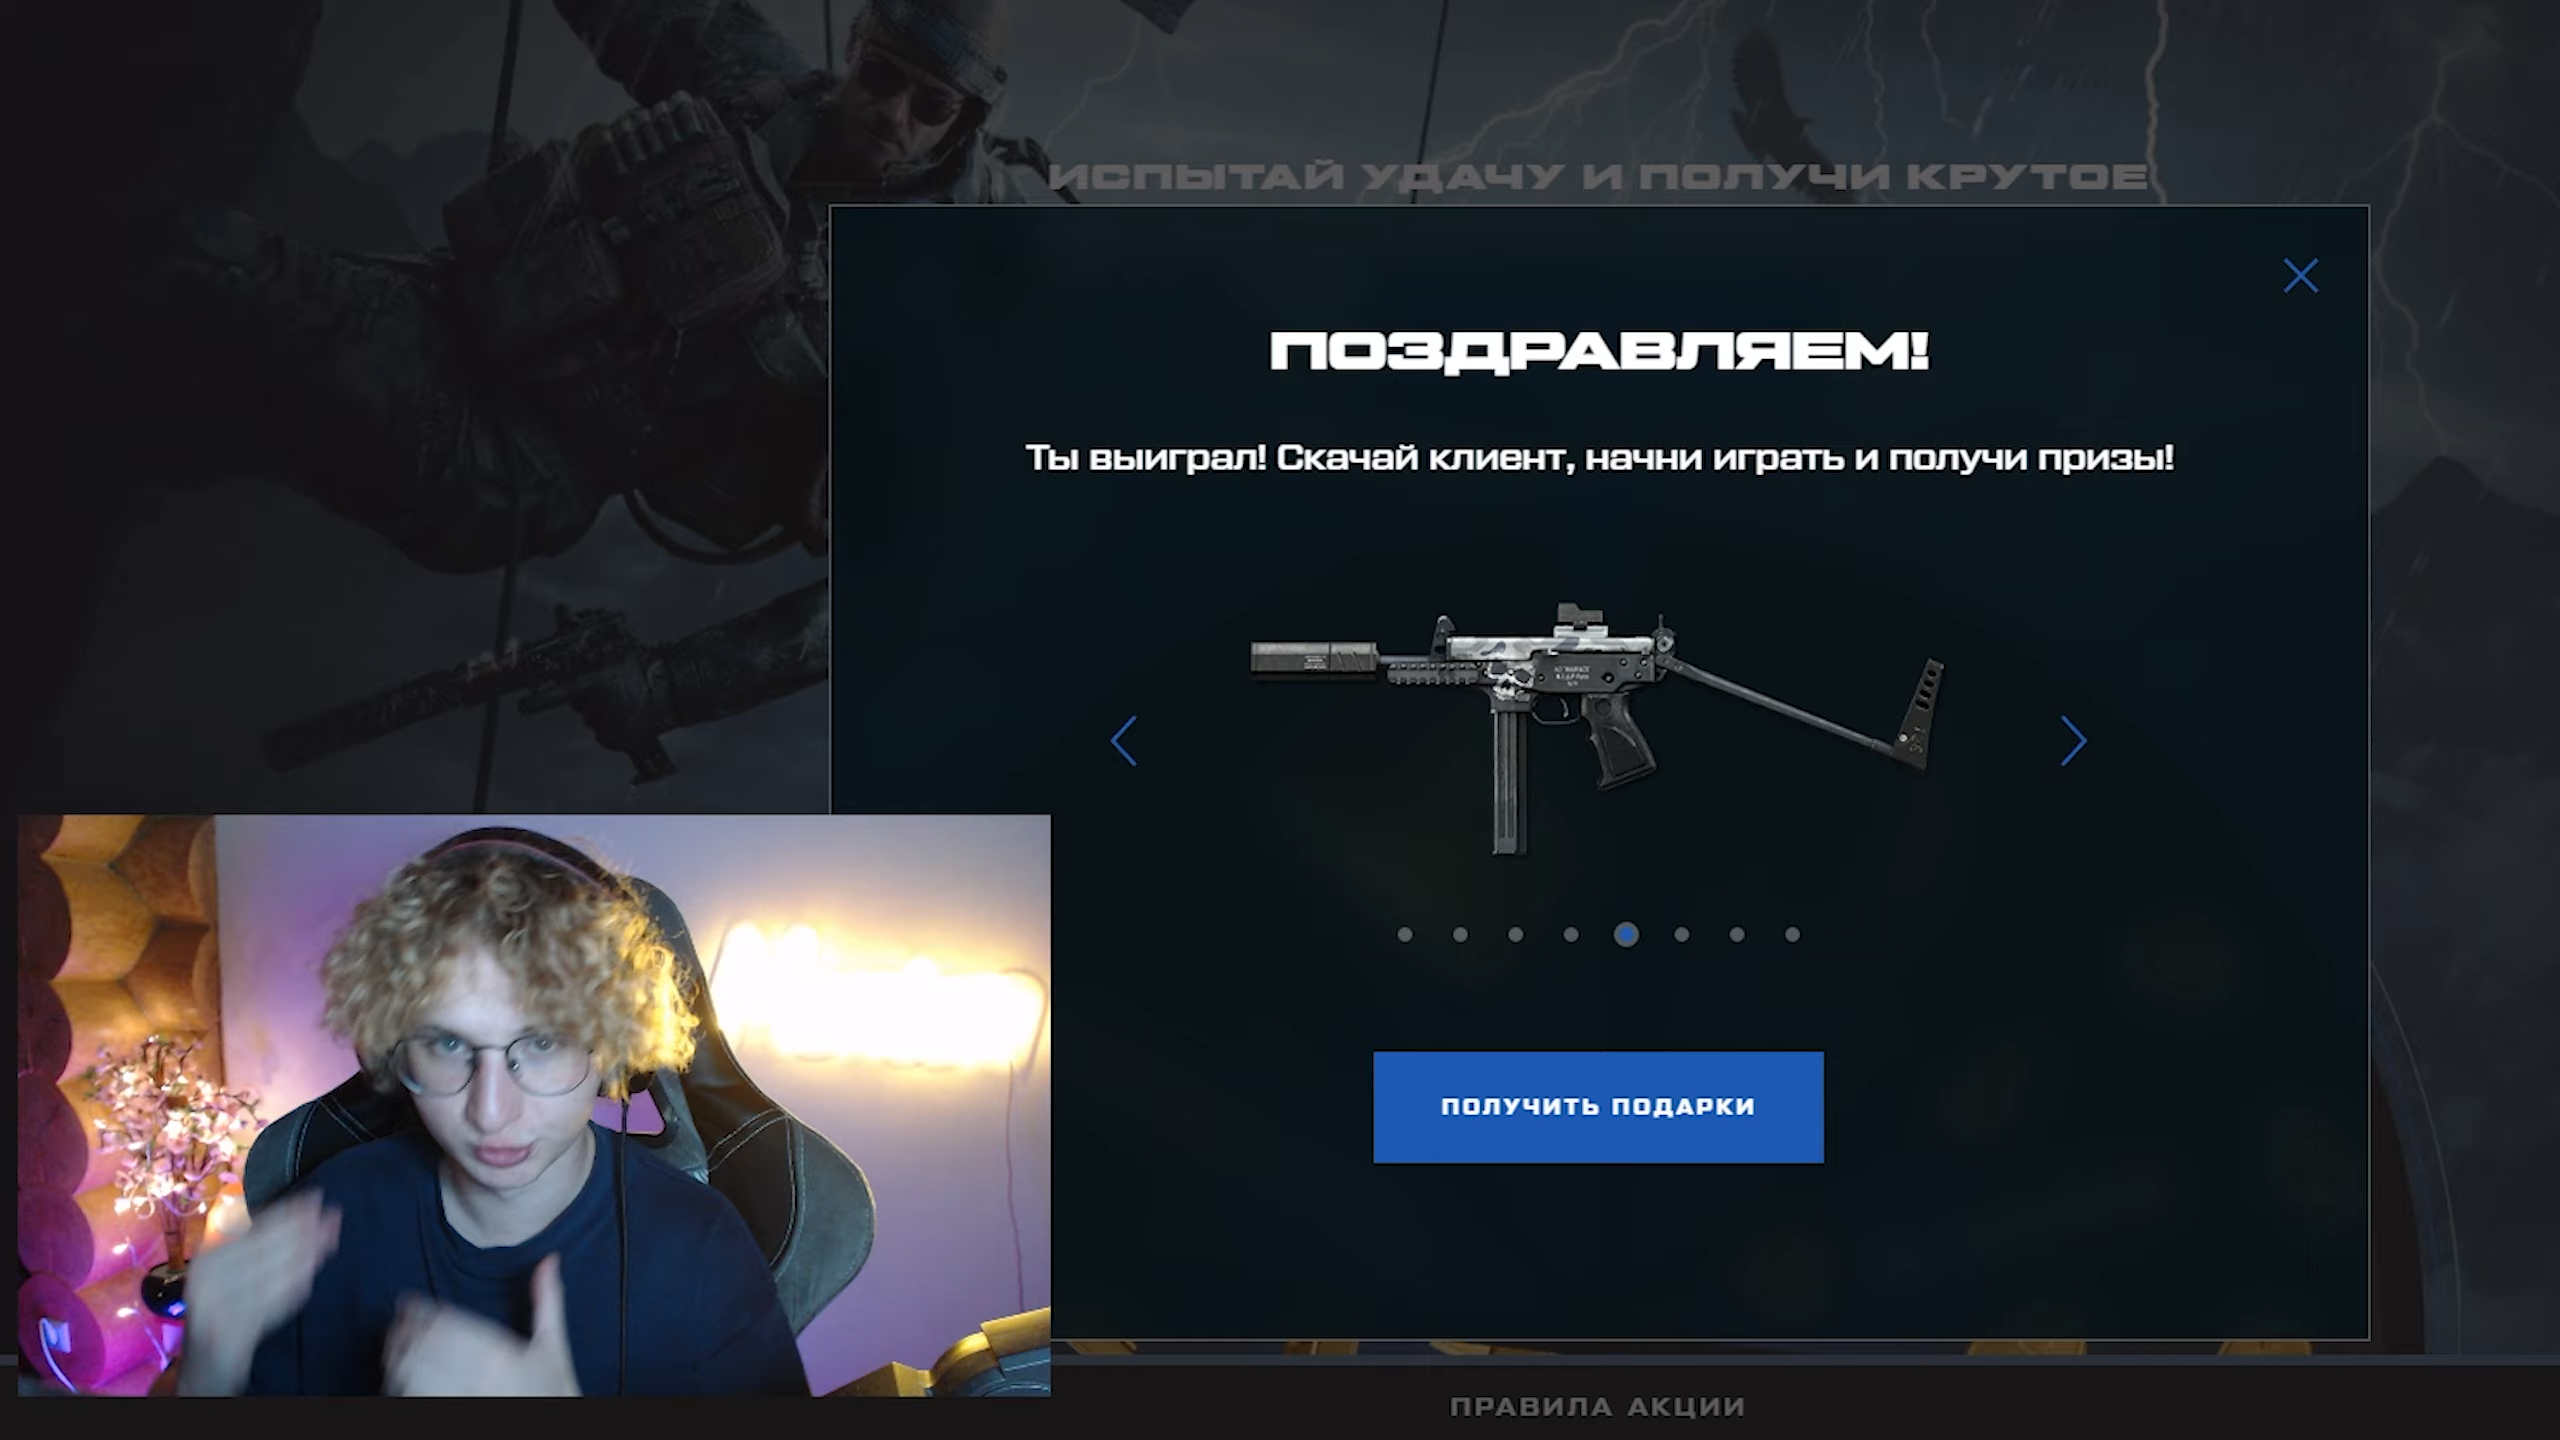 ИСПЫТАЙ УДАЧУ И ПОЛУЧИ КРУТОЕ
ПОЗДРАВЛЯЕМ!
Ты выиграл! Скачай клиент, начни играть и получи призы!
ПОЛУЧИТЬ ПОДАРКИ
ПРАВИЛА АКЦИИ